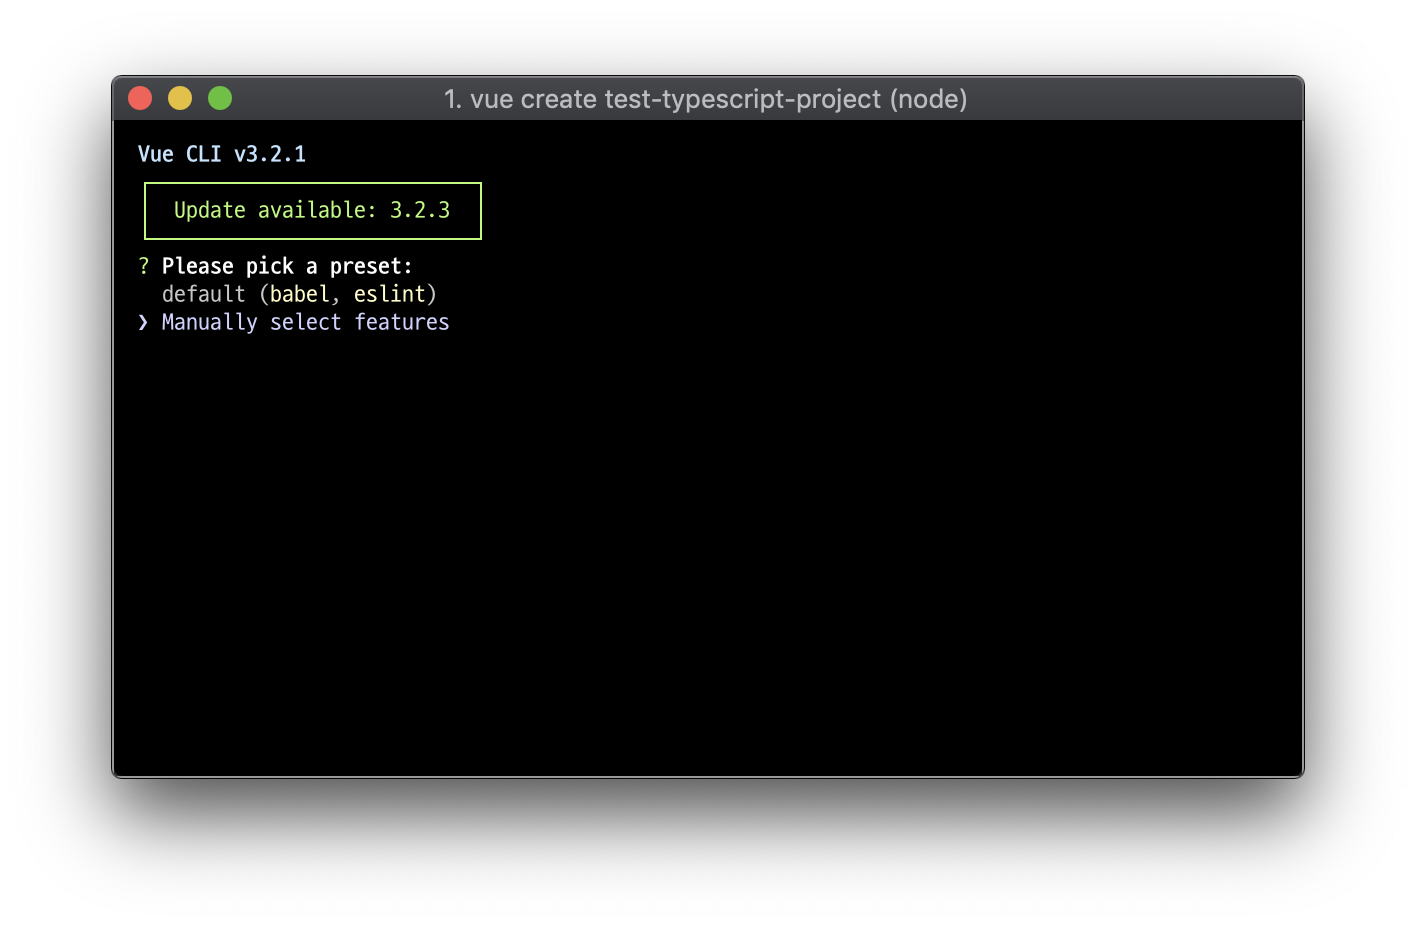 1. vue create test-typescript-project (node)
Vue CLI v3.2.1
Update available: 3.2.3
? Please pick a preset:
default (babel, eslint)
❯ Manually select features